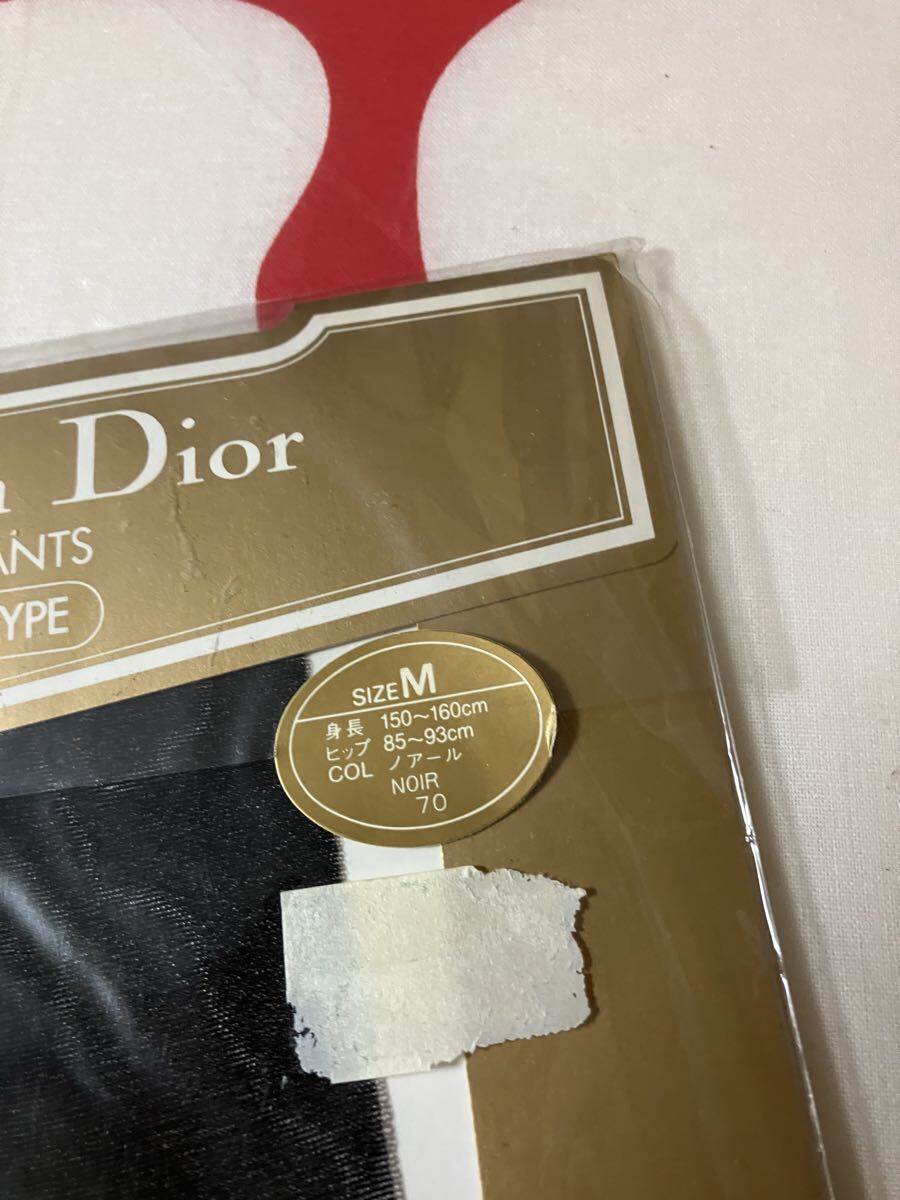 n Dior
ANTS
YPE
SIZE M
身長 150～160cm
ヒップ 85～93cm
COL ノアール
NOIR
70